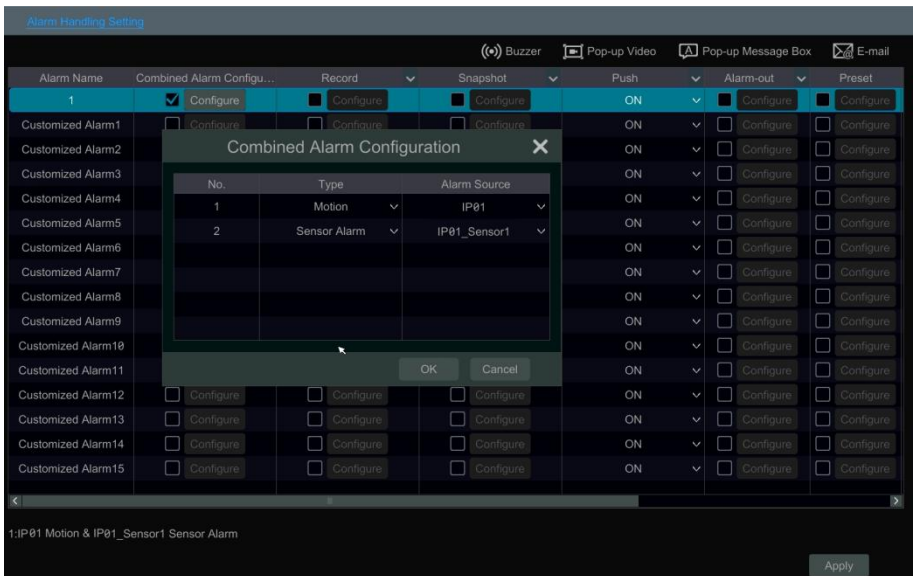 Alarm Handling Setting
Buzzer Pop-up Video Pop-up Message Box E-mail
Alarm Name Combined Alarm Configu... Record Snapshot Push Alarm-out Preset
1 Configure Configure Configure ON Configure Configure
Customized Alarm1 Configure Configure Configure ON Configure Configure
Customized Alarm2 Combined Alarm Configuration ON Configure Configure
Customized Alarm3 No. Type Alarm Source ON Configure Configure
Customized Alarm4 1 Motion IP01 ON Configure Configure
Customized Alarm5 2 Sensor Alarm IP01_Sensor1 ON Configure Configure
Customized Alarm6 ON Configure Configure
Customized Alarm7 ON Configure Configure
Customized Alarm8 ON Configure Configure
Customized Alarm9 ON Configure Configure
Customized Alarm10 ON Configure Configure
Customized Alarm11 OK Cancel ON Configure Configure
Customized Alarm12 Configure Configure Configure ON Configure Configure
Customized Alarm13 Configure Configure Configure ON Configure Configure
Customized Alarm14 Configure Configure Configure ON Configure Configure
Customized Alarm15 Configure Configure Configure ON Configure Configure
1:IP01 Motion & IP01_Sensor1 Sensor Alarm
Apply